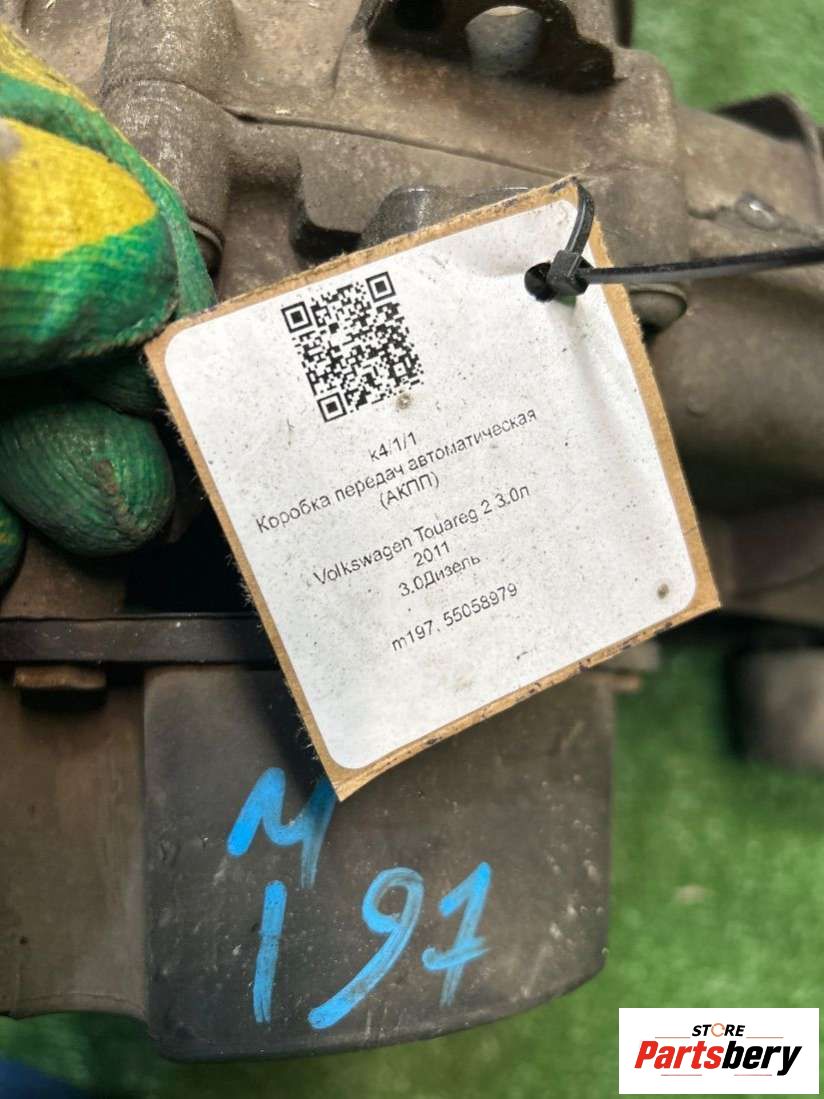 к4/1/1
Коробка передач автоматическая
(АКПП)
Volkswagen Touareg 2 3.0л
2011
3.0Дизель
m197, 55058979
м
197
STORE
Partsbery